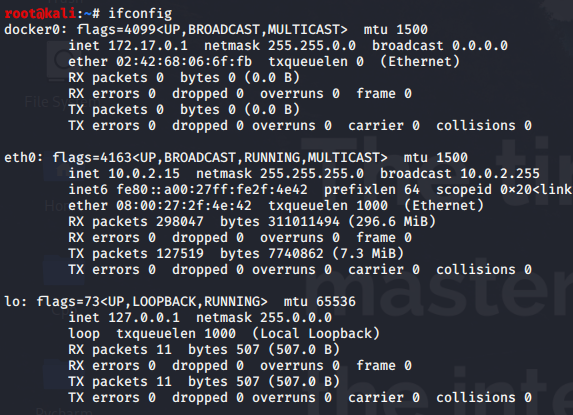 root@kali:~# ifconfig
docker0: flags=4099<UP,BROADCAST,MULTICAST>  mtu 1500
        inet 172.17.0.1  netmask 255.255.0.0  broadcast 0.0.0.0
        ether 02:42:68:06:6f:fb  txqueuelen 0  (Ethernet)
        RX packets 0  bytes 0 (0.0 B)
        RX errors 0  dropped 0  overruns 0  frame 0
        TX packets 0  bytes 0 (0.0 B)
        TX errors 0  dropped 0 overruns 0  carrier 0  collisions 0

eth0: flags=4163<UP,BROADCAST,RUNNING,MULTICAST>  mtu 1500
        inet 10.0.2.15  netmask 255.255.255.0  broadcast 10.0.2.255
        inet6 fe80::a00:27ff:fe2f:4e42  prefixlen 64  scopeid 0×20<link
        ether 08:00:27:2f:4e:42  txqueuelen 1000  (Ethernet)
        RX packets 298047  bytes 311011494 (296.6 MiB)
        RX errors 0  dropped 0  overruns 0  frame 0
        TX packets 127519  bytes 7740862 (7.3 MiB)
        TX errors 0  dropped 0 overruns 0  carrier 0  collisions 0

lo: flags=73<UP,LOOPBACK,RUNNING>  mtu 65536
        inet 127.0.0.1  netmask 255.0.0.0
        loop  txqueuelen 1000  (Local Loopback)
        RX packets 11  bytes 507 (507.0 B)
        RX errors 0  dropped 0  overruns 0  frame 0
        TX packets 11  bytes 507 (507.0 B)
        TX errors 0  dropped 0 overruns 0  carrier 0  collisions 0